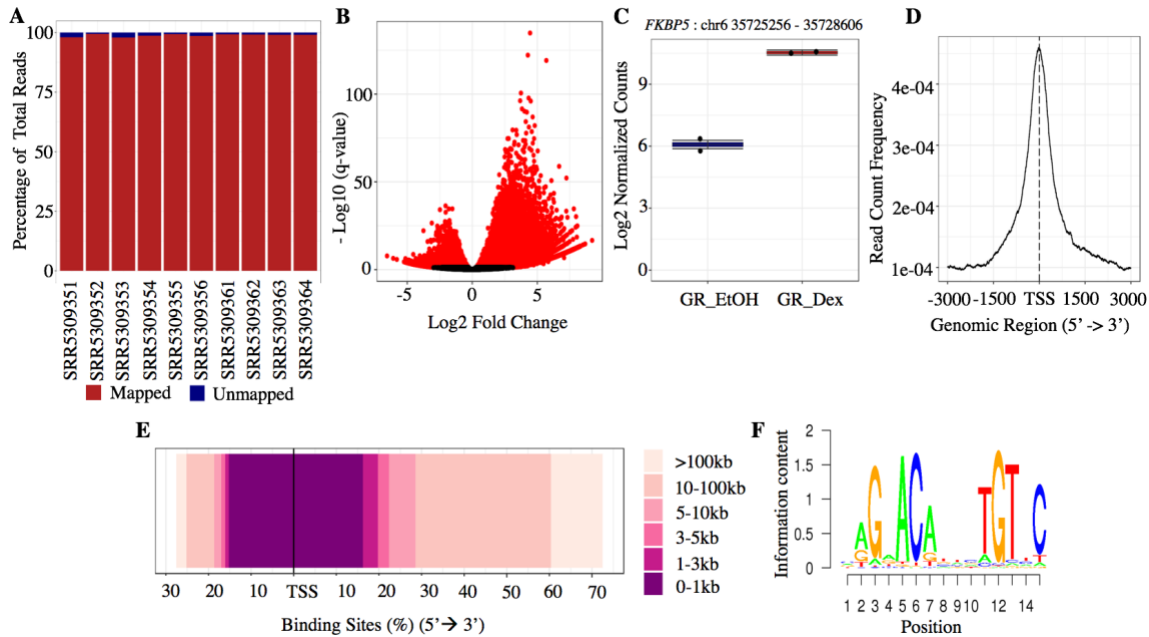 A
Percentage of Total Reads
100
75
50
25
0
SRR5309351
SRR5309352
SRR5309353
SRR5309354
SRR5309355
SRR5309356
SRR5309361
SRR5309362
SRR5309363
SRR5309364
Mapped
Unmapped
B
- Log10 (q-value)
100
50
0
-5 0 5
Log2 Fold Change
C
FKBP5 : chr6 35725256 - 35728606
Log2 Normalized Counts
9
6
3
0
GR_EtOH GR_Dex
D
Read Count Frequency
4e-04
3e-04
2e-04
1e-04
-3000 -1500 TSS 1500 3000
Genomic Region (5' -> 3')
E
30 20 10 TSS 10 20 30 40 50 60 70
Binding Sites (%) (5'→ 3')
>100kb
10-100kb
5-10kb
3-5kb
1-3kb
0-1kb
F
Information content
2
1.5
1
0.5
0
AGAACA TGT C
1 2 3 4 5 6 7 8 9 10 12 14
Position